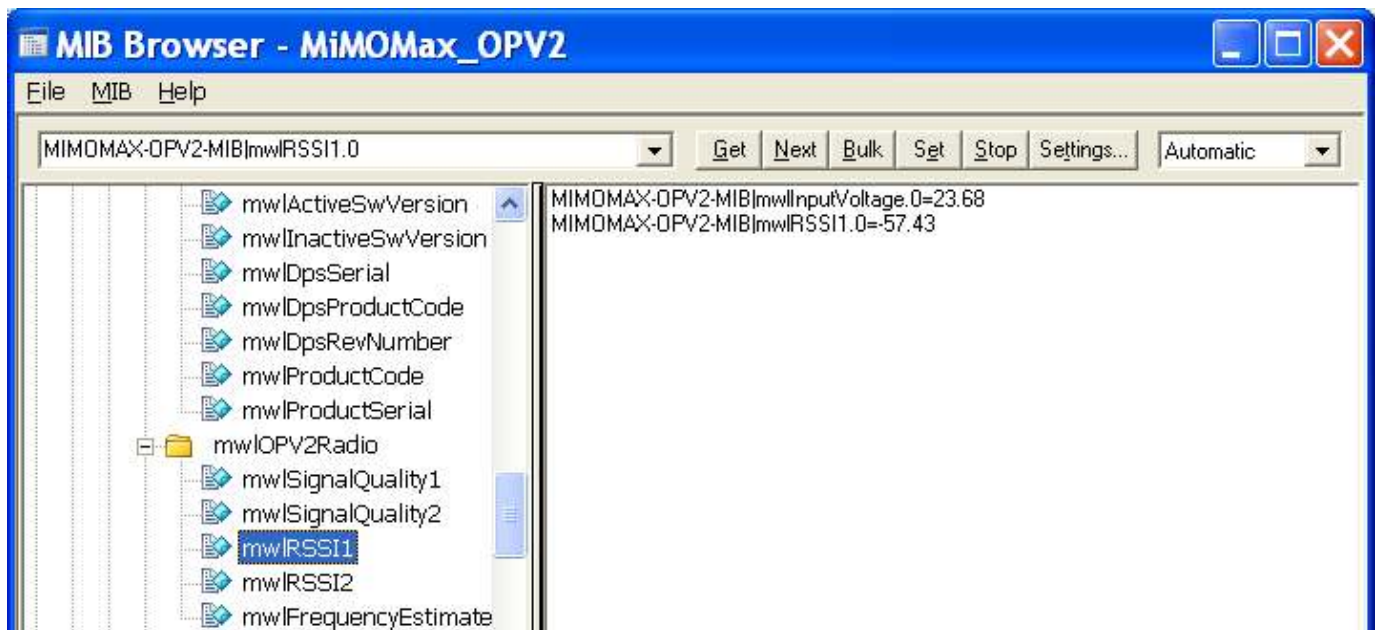 MIB Browser - MiMOMax_OPV2
File MIB Help
MIMOMAX-OPV2-MIB|mwlRSSI1.0 Get Next Bulk Set Stop Settings... Automatic
mwlActiveSwVersion
mwlInactiveSwVersion
mwlDpsSerial
mwlDpsProductCode
mwlDpsRevNumber
mwlProductCode
mwlProductSerial
mwlOPV2Radio
mwlSignalQuality1
mwlSignalQuality2
mwlRSSI1
mwlRSSI2
mwlFrequencyEstimate
MIMOMAX-OPV2-MIB|mwlInputVoltage.0=23.68
MIMOMAX-OPV2-MIB|mwlRSSI1.0=-57.43